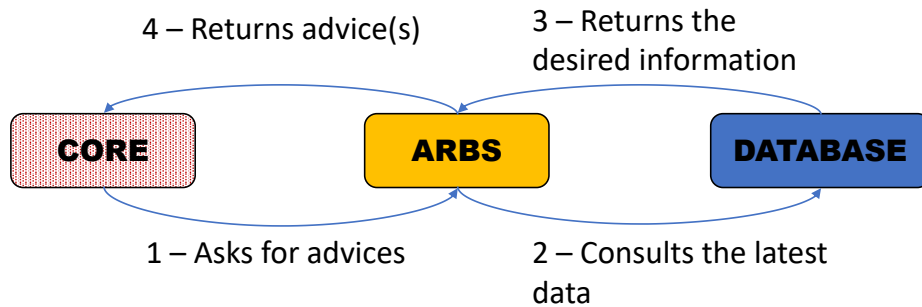 4 – Returns advice(s)
3 – Returns the
desired information
CORE
ARBS
DATABASE
1 – Asks for advices
2 – Consults the latest
data